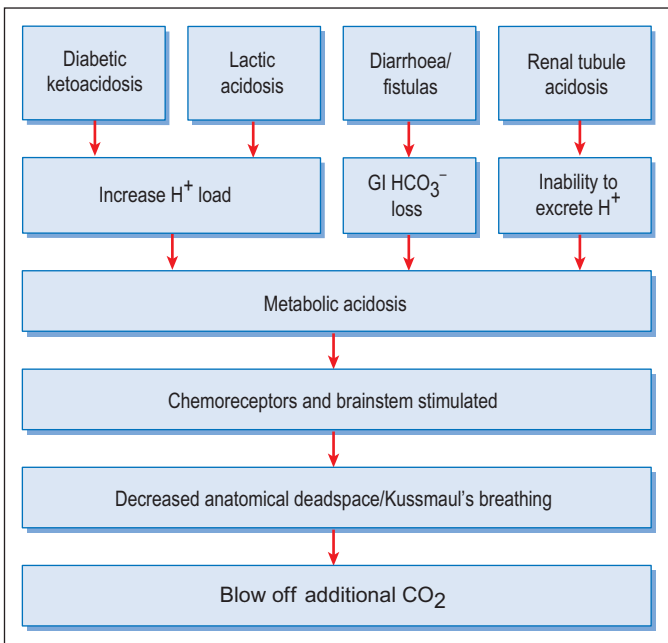 Diabetic
ketoacidosis
Lactic
acidosis
Diarrhoea/
fistulas
Renal tubule
acidosis
Increase H⁺ load
GI HCO₃⁻
loss
Inability to
excrete H⁺
Metabolic acidosis
Chemoreceptors and brainstem stimulated
Decreased anatomical deadspace/Kussmaul's breathing
Blow off additional CO₂